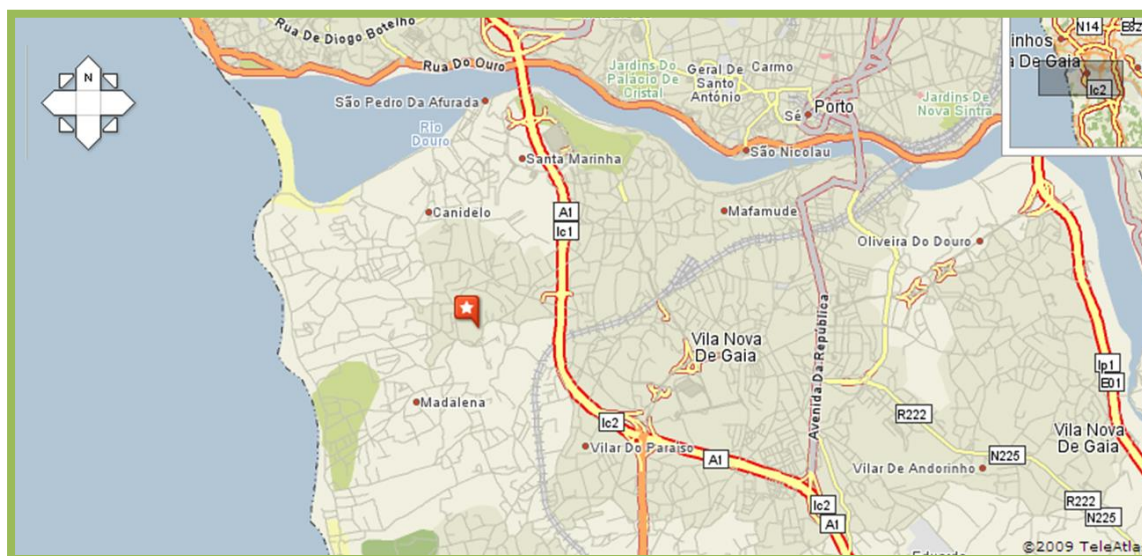 Rua De Diogo Botelho
Rua Do Ouro
Jardins Do
Palácio De
Cristal
Geral De
Santo
António
Carmo
Sé
Porto
Jardins De
Nova Sintra
N14
a De Gaia
Ic2
N
São Pedro Da Afurada
Rio
Douro
Santa Marinha
São Nicolau
Canidelo
A1
Ic1
Mafamude
Oliveira Do Douro
Vila Nova
De Gaia
Avenida Da República
Ip1
E01
Madalena
Ic2
R222
Vila Nova
De Gaia
Vilar Do Paraíso
A1
N225
Vilar De Andorinho
Ic2
A1
R222
N225
©2009 TeleAtla